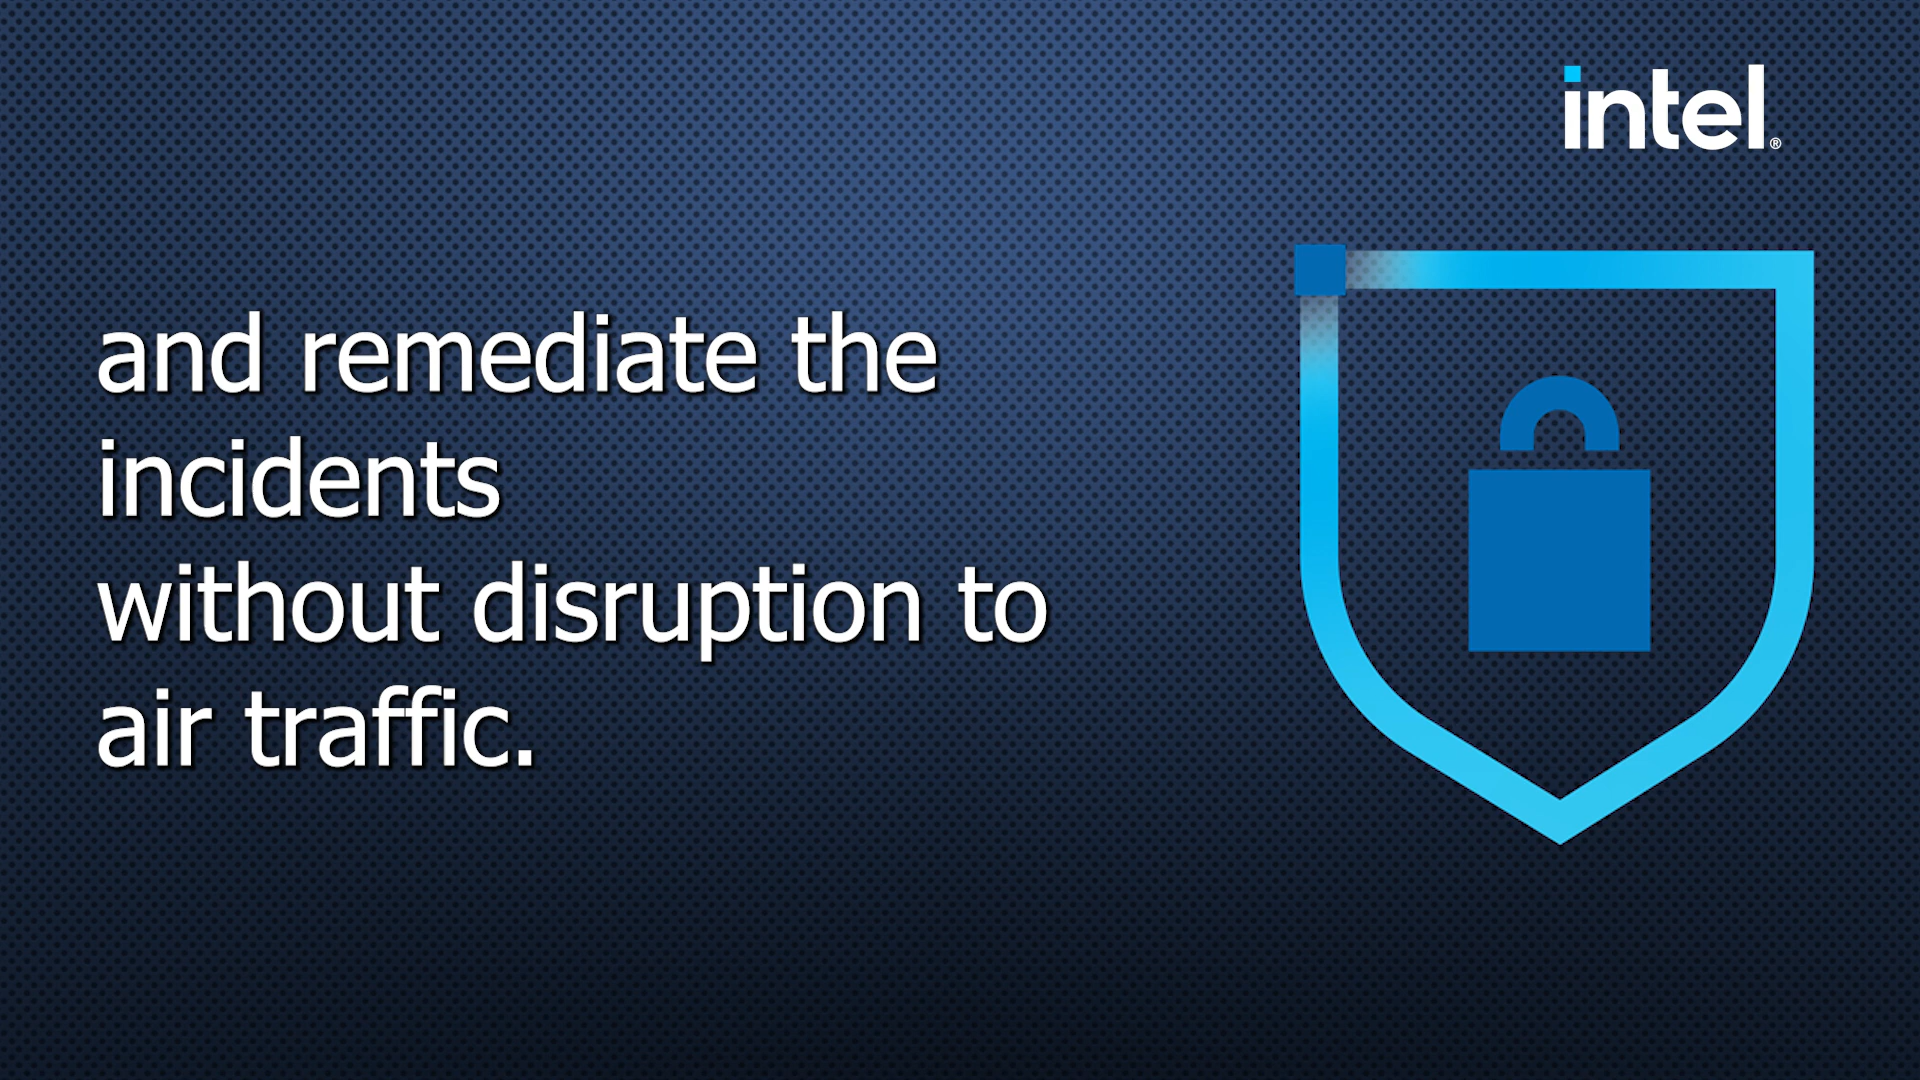 intel®
and remediate the
incidents
without disruption to
air traffic.